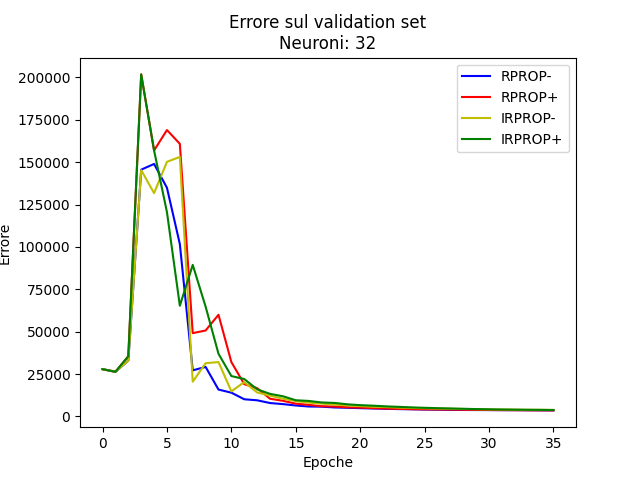 Errore sul validation set
Neuroni: 32
RPROP-
RPROP+
IRPROP-
IRPROP+
200000
175000
150000
125000
100000
75000
50000
25000
0
Errore
0 5 10 15 20 25 30 35
Epoche